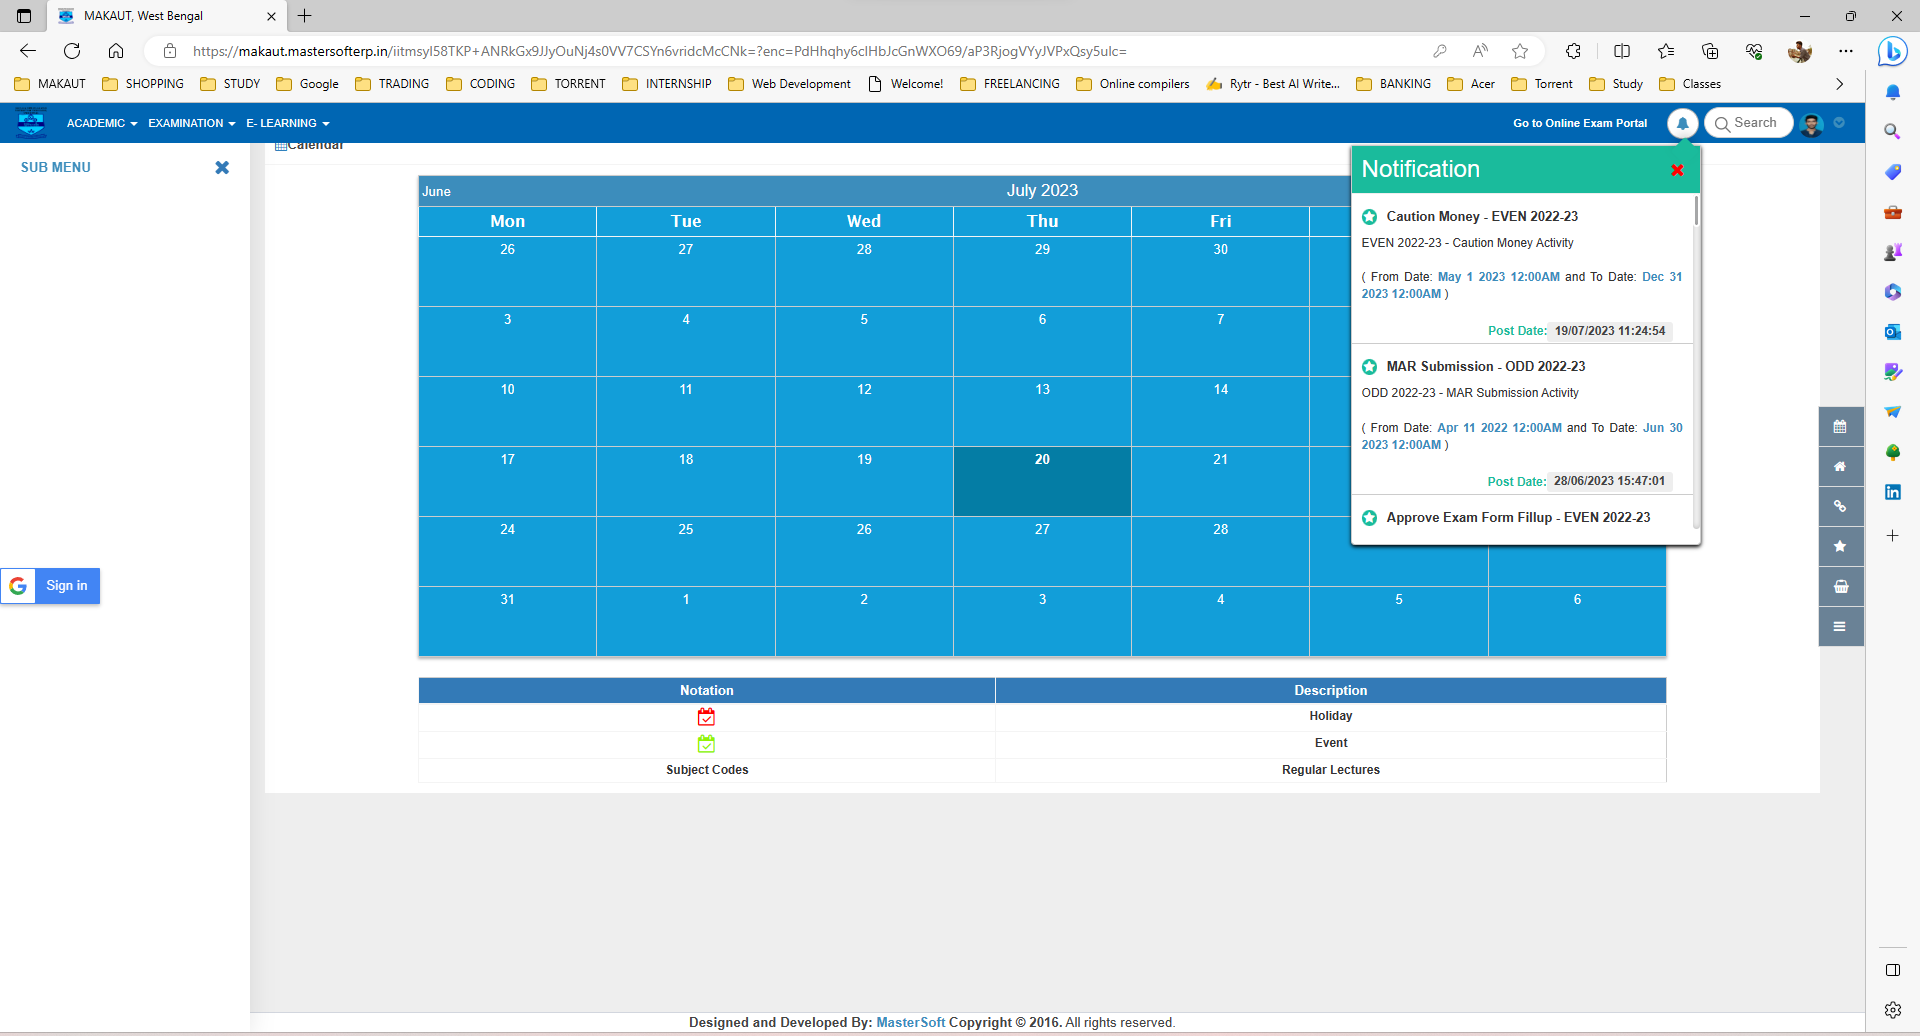 MAKAUT, West Bengal
https://makaut.mastersofterp.in/iitmsyI58TKP+ANRkGx9JJyOuNj4s0VV7CSYn6vridcMcCNk=?enc=PdHhqhy6cIHbJcGnWXO69/aP3RjogVYyJVPxQsy5uIc=
MAKAUT SHOPPING STUDY Google TRADING CODING TORRENT INTERNSHIP Web Development Welcome! FREELANCING Online compilers Rytr - Best AI Write... BANKING Acer Torrent Study Classes
ACADEMIC EXAMINATION E- LEARNING Go to Online Exam Portal Search
SUB MENU
Calendar
June July 2023
Mon Tue Wed Thu Fri
26 27 28 29 30
3 4 5 6 7
10 11 12 13 14
17 18 19 20 21
24 25 26 27 28
31 1 2 3 4 5 6
Notification
Caution Money - EVEN 2022-23
EVEN 2022-23 - Caution Money Activity
( From Date: May 1 2023 12:00AM and To Date: Dec 31
2023 12:00AM )
Post Date: 19/07/2023 11:24:54
MAR Submission - ODD 2022-23
ODD 2022-23 - MAR Submission Activity
( From Date: Apr 11 2022 12:00AM and To Date: Jun 30
2023 12:00AM )
Post Date: 28/06/2023 15:47:01
Approve Exam Form Fillup - EVEN 2022-23
Sign in
Notation Description
Holiday
Event
Subject Codes Regular Lectures
Designed and Developed By: MasterSoft Copyright © 2016. All rights reserved.